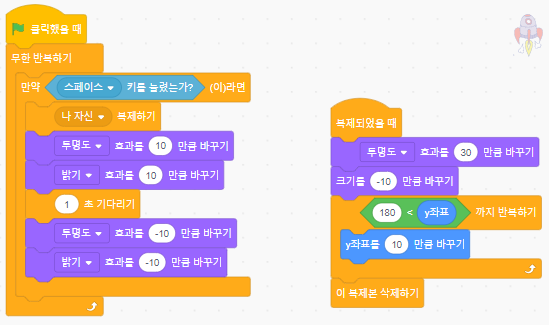 클릭했을 때
무한 반복하기
만약 스페이스 키를 눌렀는가? (이)라면
나 자신 복제하기
투명도 효과를 10 만큼 바꾸기
밝기 효과를 10 만큼 바꾸기
1 초 기다리기
투명도 효과를 -10 만큼 바꾸기
밝기 효과를 -10 만큼 바꾸기
복제되었을 때
투명도 효과를 30 만큼 바꾸기
크기를 -10 만큼 바꾸기
180 < y좌표 까지 반복하기
y좌표를 10 만큼 바꾸기
이 복제본 삭제하기